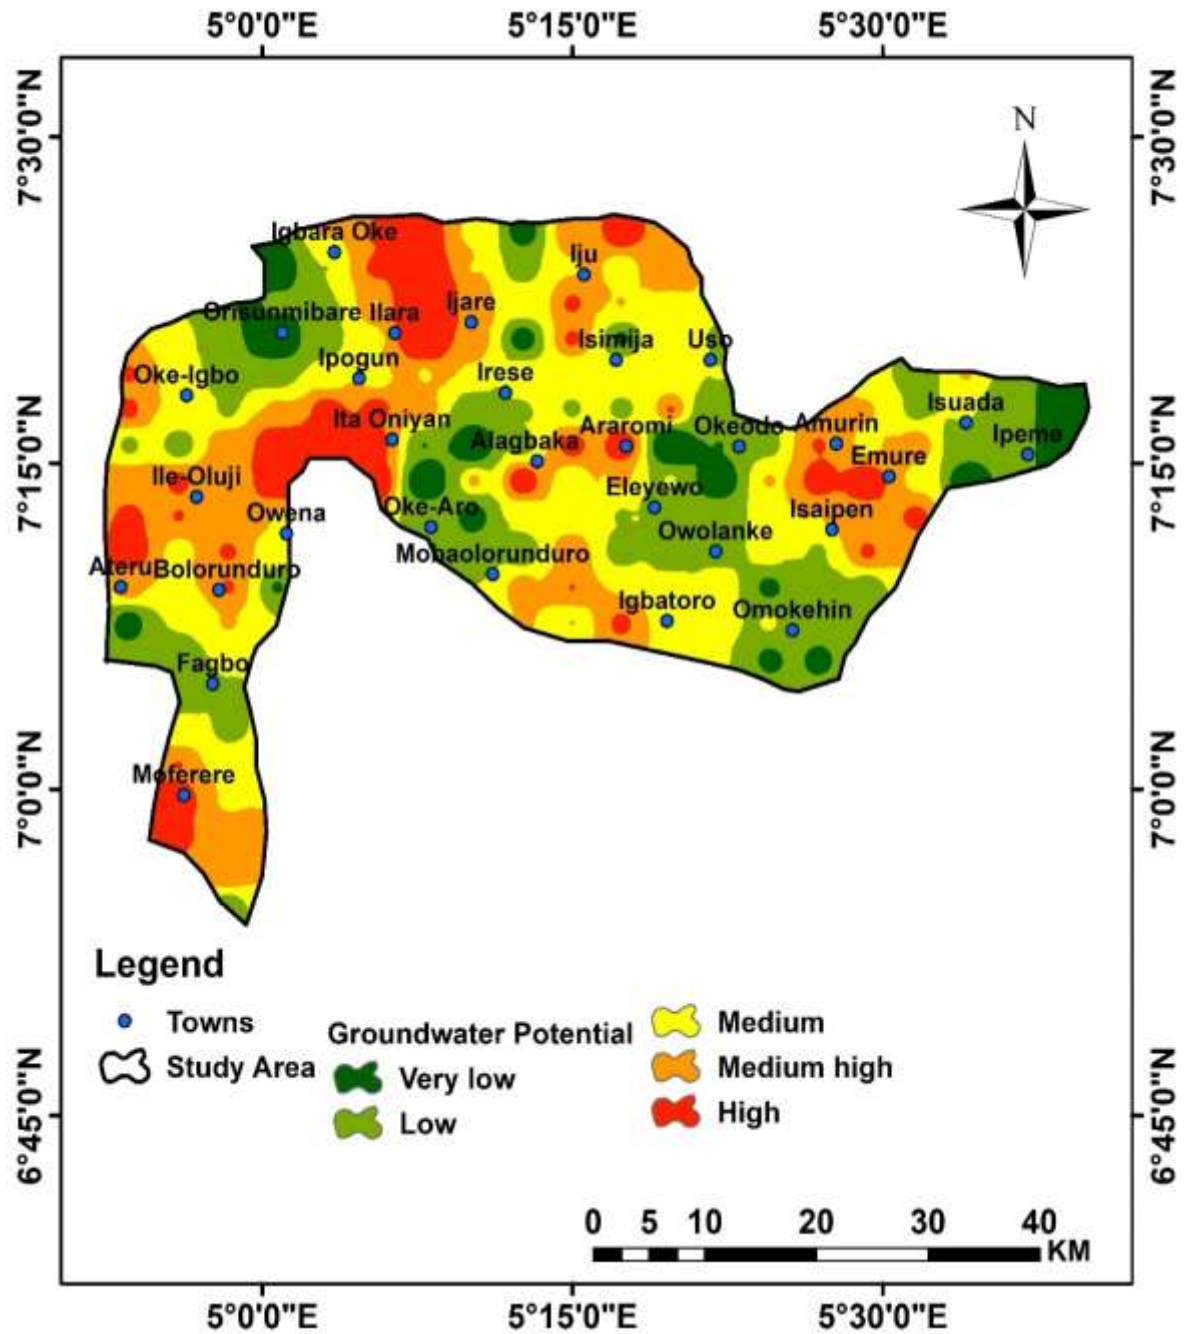 5°0'0"E 5°15'0"E 5°30'0"E
7°30'0"N 7°30'0"N
N
Igbara Oke
Iju
Orisunmibare Ilara Ijare
Isimija Uso
Ipogun
Oke-Igbo Irese
Isuada
Ita Oniyan Alagbaka Araromi Okeodo Amurin
Ipeme
7°15'0"N 7°15'0"N
Emure
Ile-Oluji
Eleyewo
Owena Oke-Aro Isaipen
Owolanke
Ateru Bolorunduro Mobaolorunduro
Igbatoro Omokehin
Fagbo
Moferere
7°0'0"N 7°0'0"N
Legend
Towns
Study Area
Groundwater Potential
Very low
Low
Medium
Medium high
High
6°45'0"N 6°45'0"N
0 5 10 20 30 40
KM
5°0'0"E 5°15'0"E 5°30'0"E